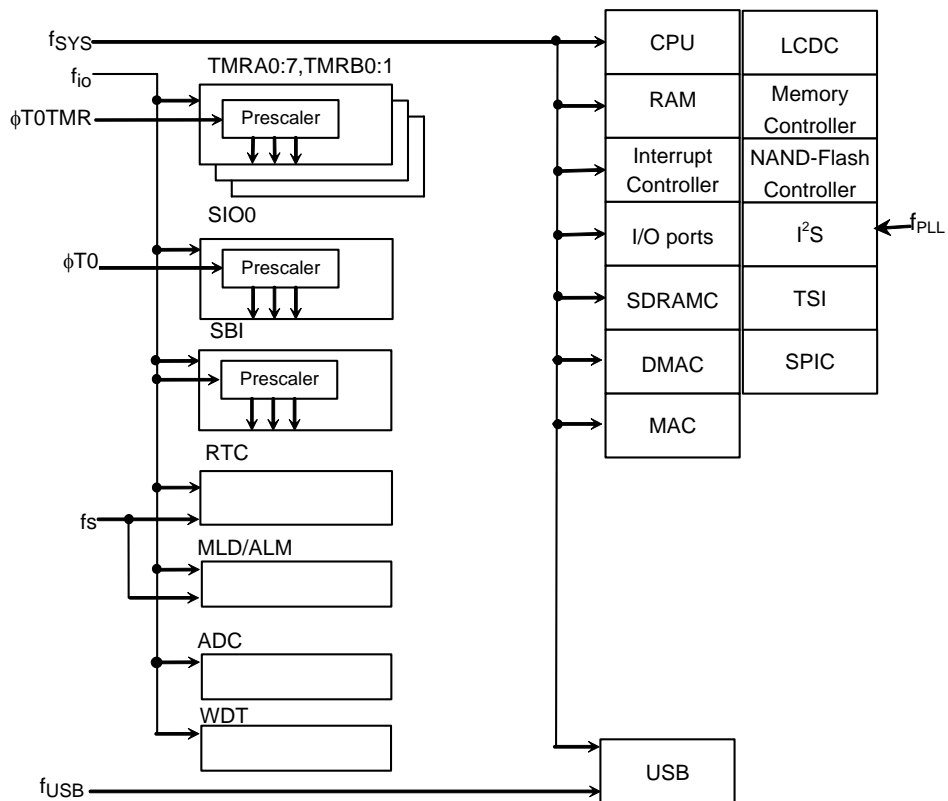 fSYS
fio
TMRA0:7,TMRB0:1
ϕT0TMR
Prescaler
SIO0
ϕT0
Prescaler
SBI
Prescaler
RTC
fs
MLD/ALM
ADC
WDT
fUSB
CPU
LCDC
RAM
Memory
Controller
Interrupt
Controller
NAND-Flash
Controller
I/O ports
I²S
fPLL
SDRAMC
TSI
DMAC
SPIC
MAC
USB